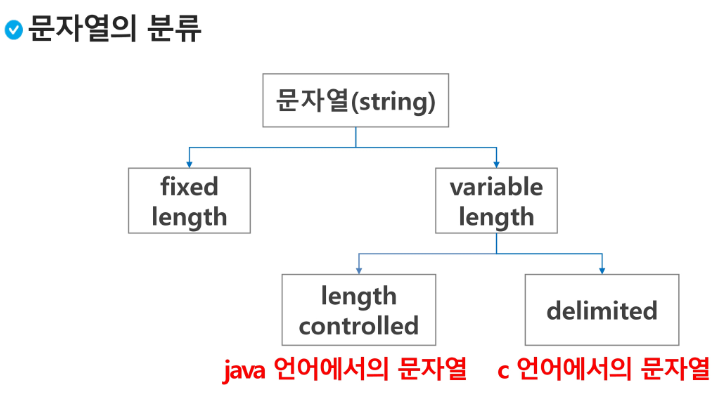 문자열의 분류
문자열(string)
fixed
length
variable
length
length
controlled
delimited
java 언어에서의 문자열
c 언어에서의 문자열